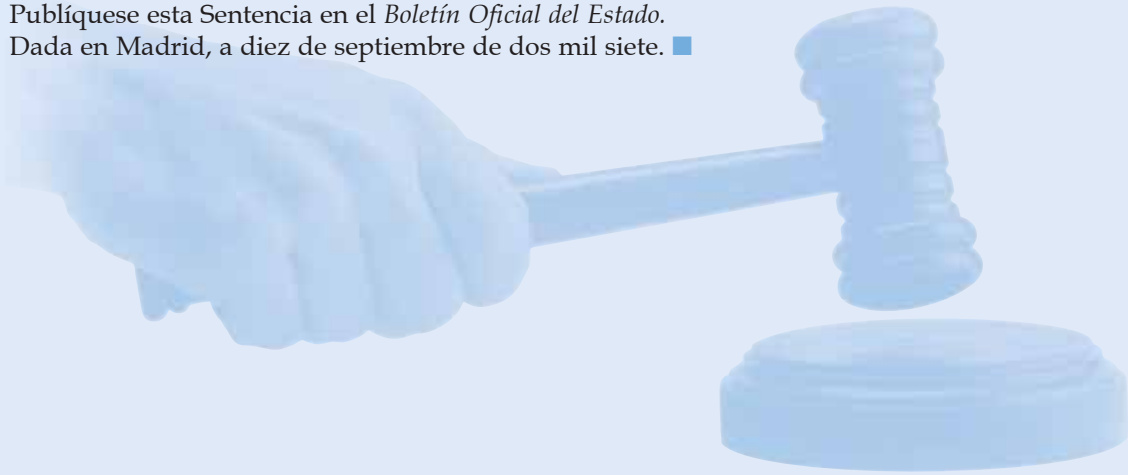 Publíquese esta Sentencia en el Boletín Oficial del Estado.
Dada en Madrid, a diez de septiembre de dos mil siete.